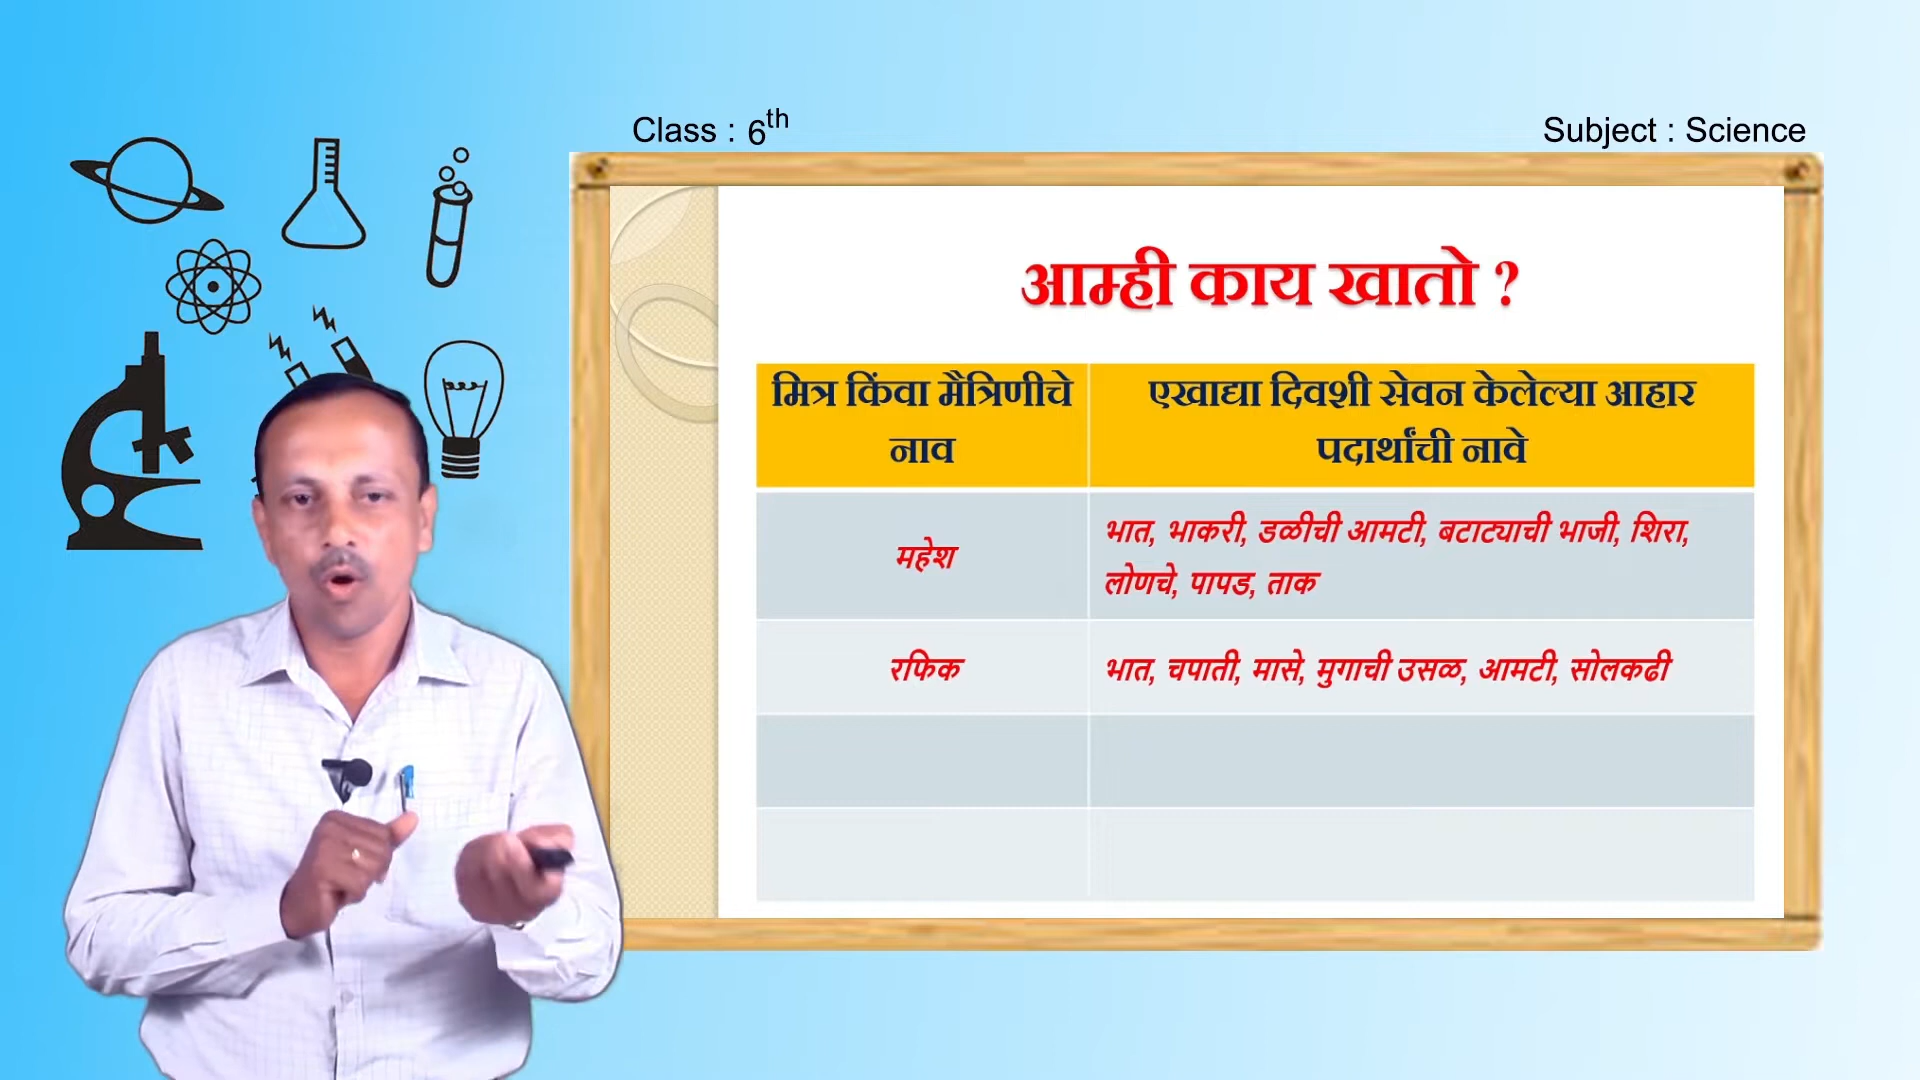 Class : 6th
Subject : Science
आम्ही काय खातो ?
मित्र किंवा मैत्रिणीचे
नाव
एखाद्या दिवशी सेवन केलेल्या आहार
पदार्थांची नावे
महेश
भात, भाकरी, डळीची आमटी, बटाट्याची भाजी, शिरा,
लोणचे, पापड, ताक
रफिक
भात, चपाती, मासे, मुगाची उसळ, आमटी, सोलकढी